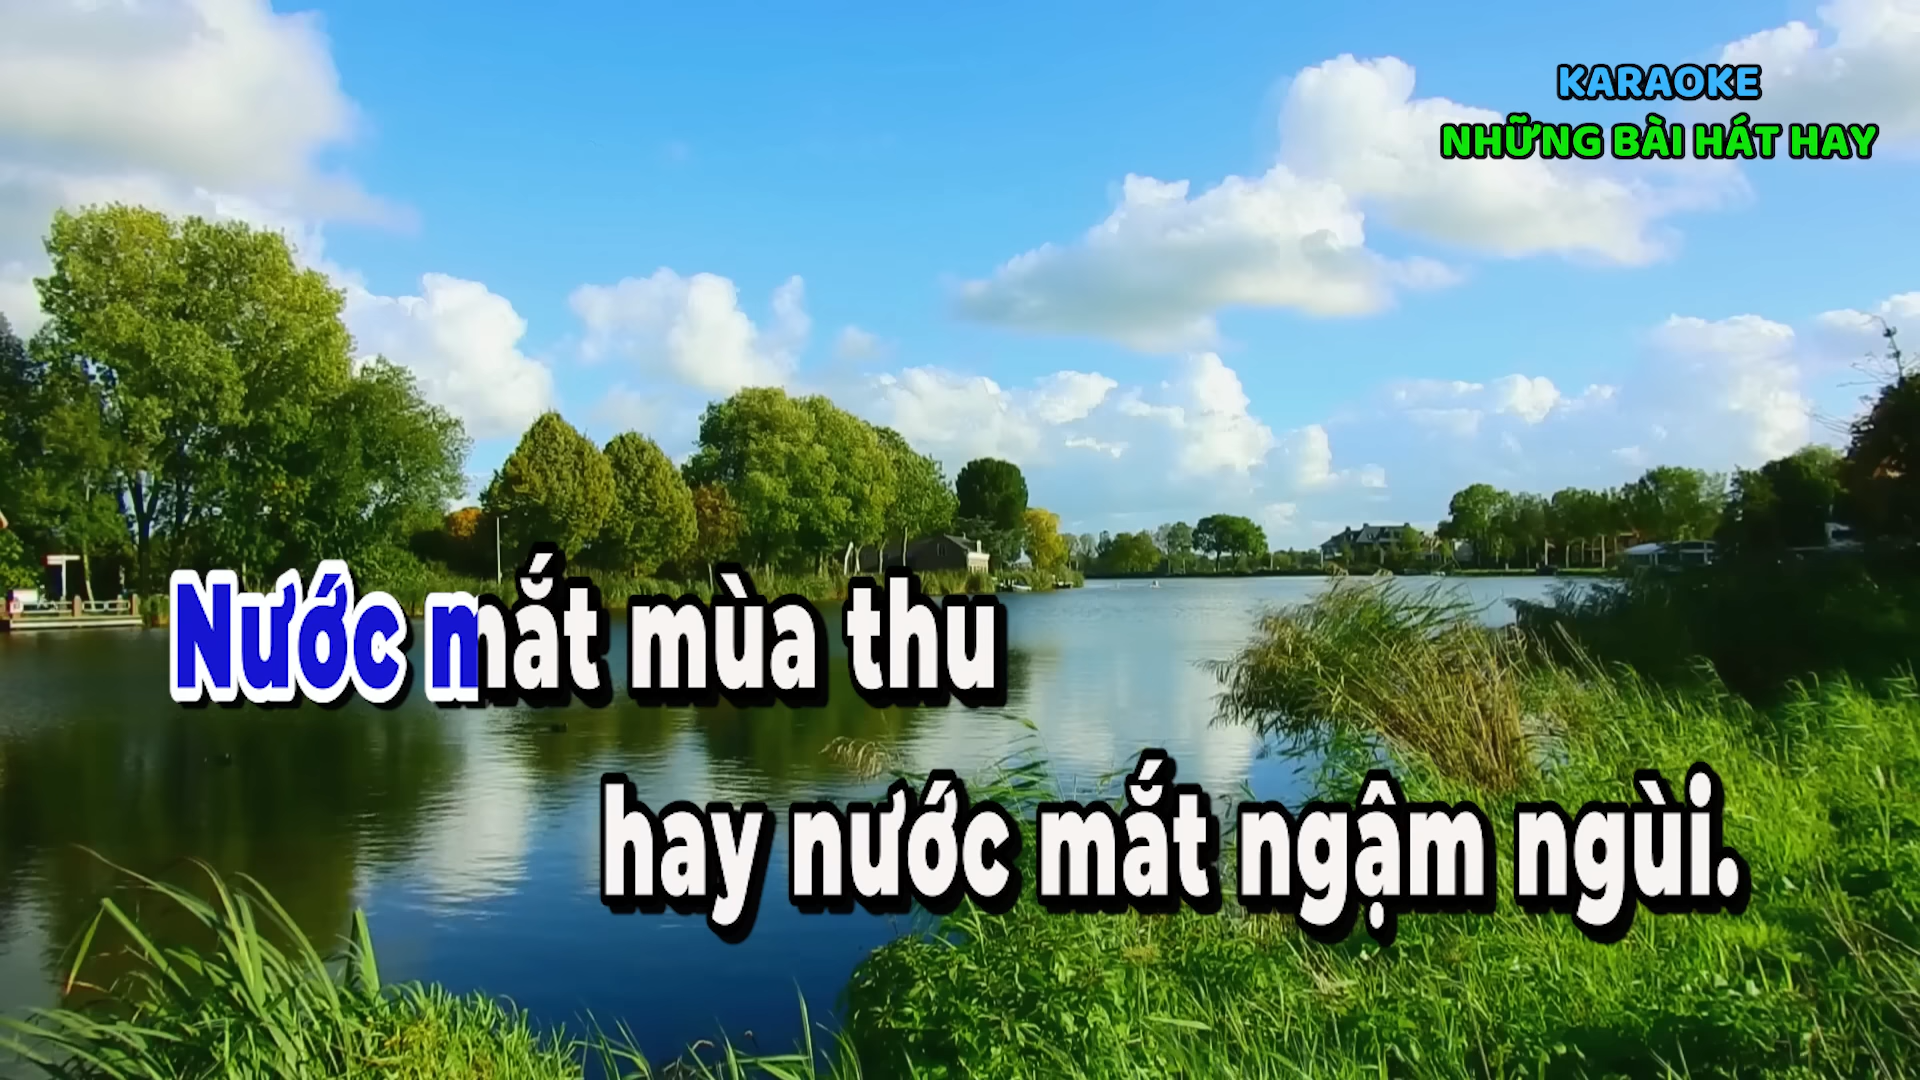 KARAOKE
NHỮNG BÀI HÁT HAY
Nước mắt mùa thu
hay nước mắt ngậm ngùi.